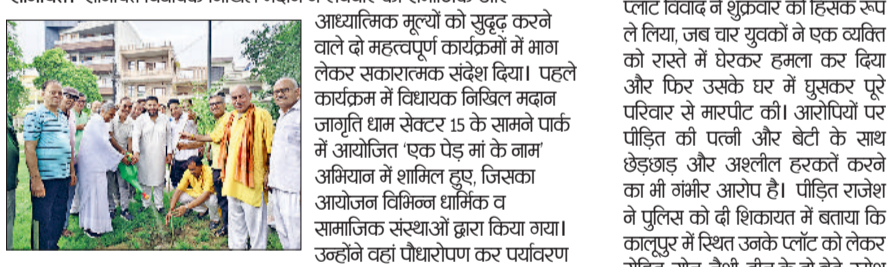 आध्यात्मिक मूल्यों को सुदृढ़ करने
वाले दो महत्वपूर्ण कार्यक्रमों में भाग
लेकर सकारात्मक संदेश दिया। पहले
कार्यक्रम में विधायक निखिल मदान
जागृति धाम सेक्टर 15 के सामने पार्क
में आयोजित ‘एक पेड़ मां के नाम’
अभियान में शामिल हुए, जिसका
आयोजन विभिन्न धार्मिक व
सामाजिक संस्थाओं द्वारा किया गया।
उन्होंने वहां पौधारोपण कर पर्यावरण
प्लॉट विवाद ने शुक्रवार को हिंसक रूप
ले लिया, जब चार युवकों ने एक व्यक्ति
को रास्ते में घेरकर हमला कर दिया
और फिर उसके घर में घुसकर पूरे
परिवार से मारपीट की। आरोपियों पर
पीड़ित की पत्नी और बेटी के साथ
छेड़छाड़ और अश्लील हरकतें करने
का भी गंभीर आरोप है। पीड़ित राजेश
ने पुलिस को दी शिकायत में बताया कि
कालूपुर में स्थित उनके प्लॉट को लेकर